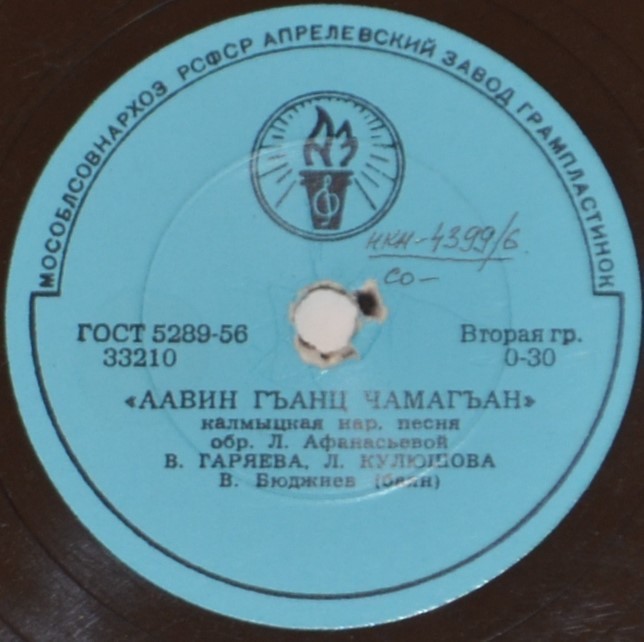 МОСОБЛСОВНАРХОЗ РСФСР АПРЕЛЕВСКИЙ ЗАВОД ГРАМПЛАСТИНОК
нкм-4399/6
со-
ГОСТ 5289-56 Вторая гр.
33210 0-30
«ААВИН ГЪАНЦ ЧАМАГЪАН»
калмыцкая нар. песня
обр. Л. Афанасьевой
В. ГАРЯЕВА, Л. КУЛЮШОВА
В. Бюджиев (баян)